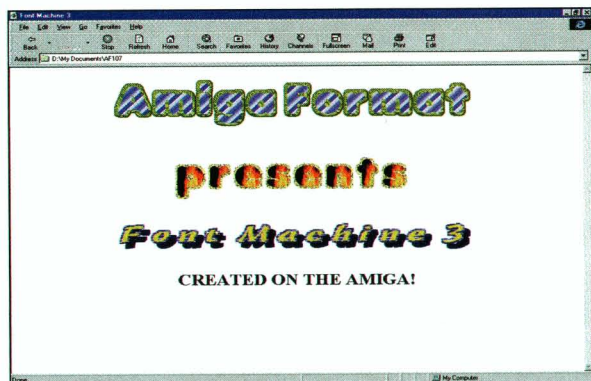 Font Machine 3
File Edit View Go Favorites Help
Back Stop Refresh Home Search Favorites History Channels Fullscreen Mail Print Edit
Address D:\My Documents\AF107
Amiga Format
presents
Font Machine 3
CREATED ON THE AMIGA!
Done My Computer